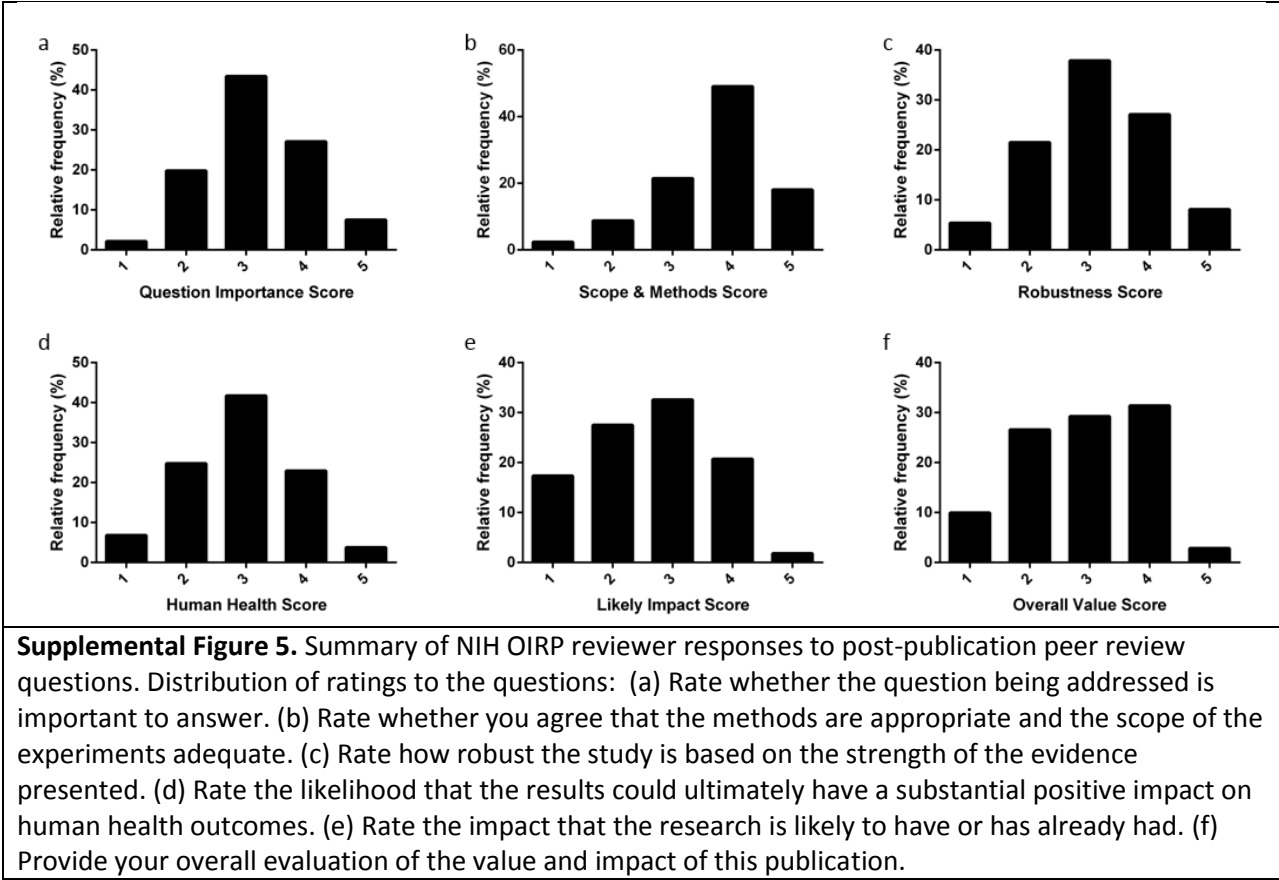 a
50
40
30
20
10
0
Relative frequency (%)
1 2 3 4 5
Question Importance Score
b
60
40
20
0
Relative frequency (%)
1 2 3 4 5
Scope & Methods Score
c
40
30
20
10
0
Relative frequency (%)
1 2 3 4 5
Robustness Score
d
50
40
30
20
10
0
Relative frequency (%)
1 2 3 4 5
Human Health Score
e
40
30
20
10
0
Relative frequency (%)
1 2 3 4 5
Likely Impact Score
f
40
30
20
10
0
Relative frequency (%)
1 2 3 4 5
Overall Value Score
Supplemental Figure 5. Summary of NIH OIRP reviewer responses to post-publication peer review
questions. Distribution of ratings to the questions: (a) Rate whether the question being addressed is
important to answer. (b) Rate whether you agree that the methods are appropriate and the scope of the
experiments adequate. (c) Rate how robust the study is based on the strength of the evidence
presented. (d) Rate the likelihood that the results could ultimately have a substantial positive impact on
human health outcomes. (e) Rate the impact that the research is likely to have or has already had. (f)
Provide your overall evaluation of the value and impact of this publication.